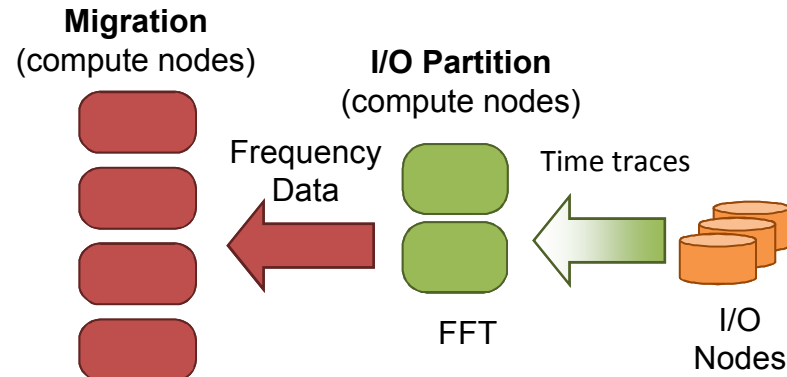 Migration
(compute nodes)
I/O Partition
(compute nodes)
Frequency
Data
Time traces
FFT
I/O
Nodes